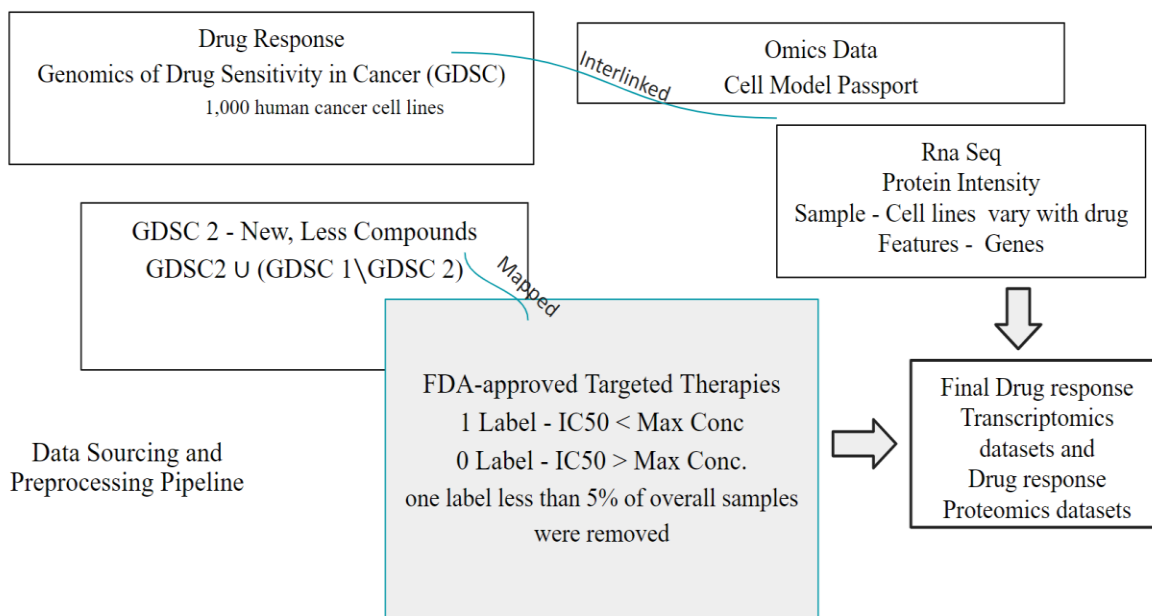 Drug Response
Genomics of Drug Sensitivity in Cancer (GDSC)
1,000 human cancer cell lines
Interlinked
Omics Data
Cell Model Passport
Rna Seq
Protein Intensity
Sample - Cell lines vary with drug
Features - Genes
GDSC 2 - New, Less Compounds
GDSC2 ∪ (GDSC 1\GDSC 2)
Mapped
FDA-approved Targeted Therapies
1 Label - IC50 < Max Conc
0 Label - IC50 > Max Conc.
one label less than 5% of overall samples
were removed
Final Drug response
Transcriptomics
datasets and
Drug response
Proteomics datasets
Data Sourcing and
Preprocessing Pipeline